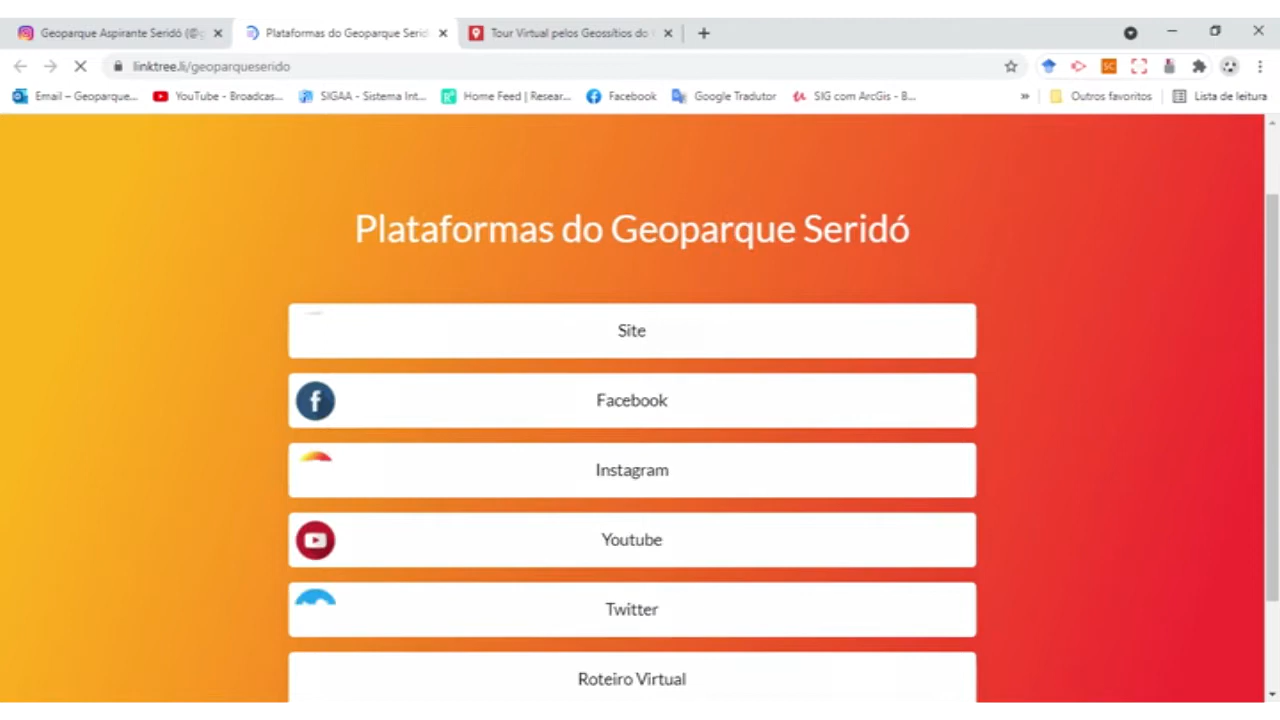 Geoparque Aspirante Seridó (@g
Plataformas do Geoparque Serid
Tour Virtual pelos Geossítios do
linktree.li/geoparqueserido
Email – Geoparque...
YouTube - Broadcas...
SIGAA - Sistema Int...
Home Feed | Resear...
Facebook
Google Tradutor
SIG com ArcGis - B...
»
Outros favoritos
Lista de leitura
Plataformas do Geoparque Seridó
Site
Facebook
Instagram
Youtube
Twitter
Roteiro Virtual